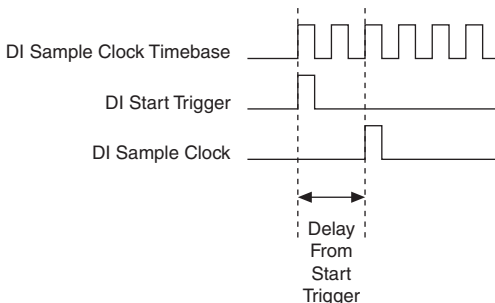 DI Sample Clock Timebase
DI Start Trigger
DI Sample Clock
Delay
From
Start
Trigger